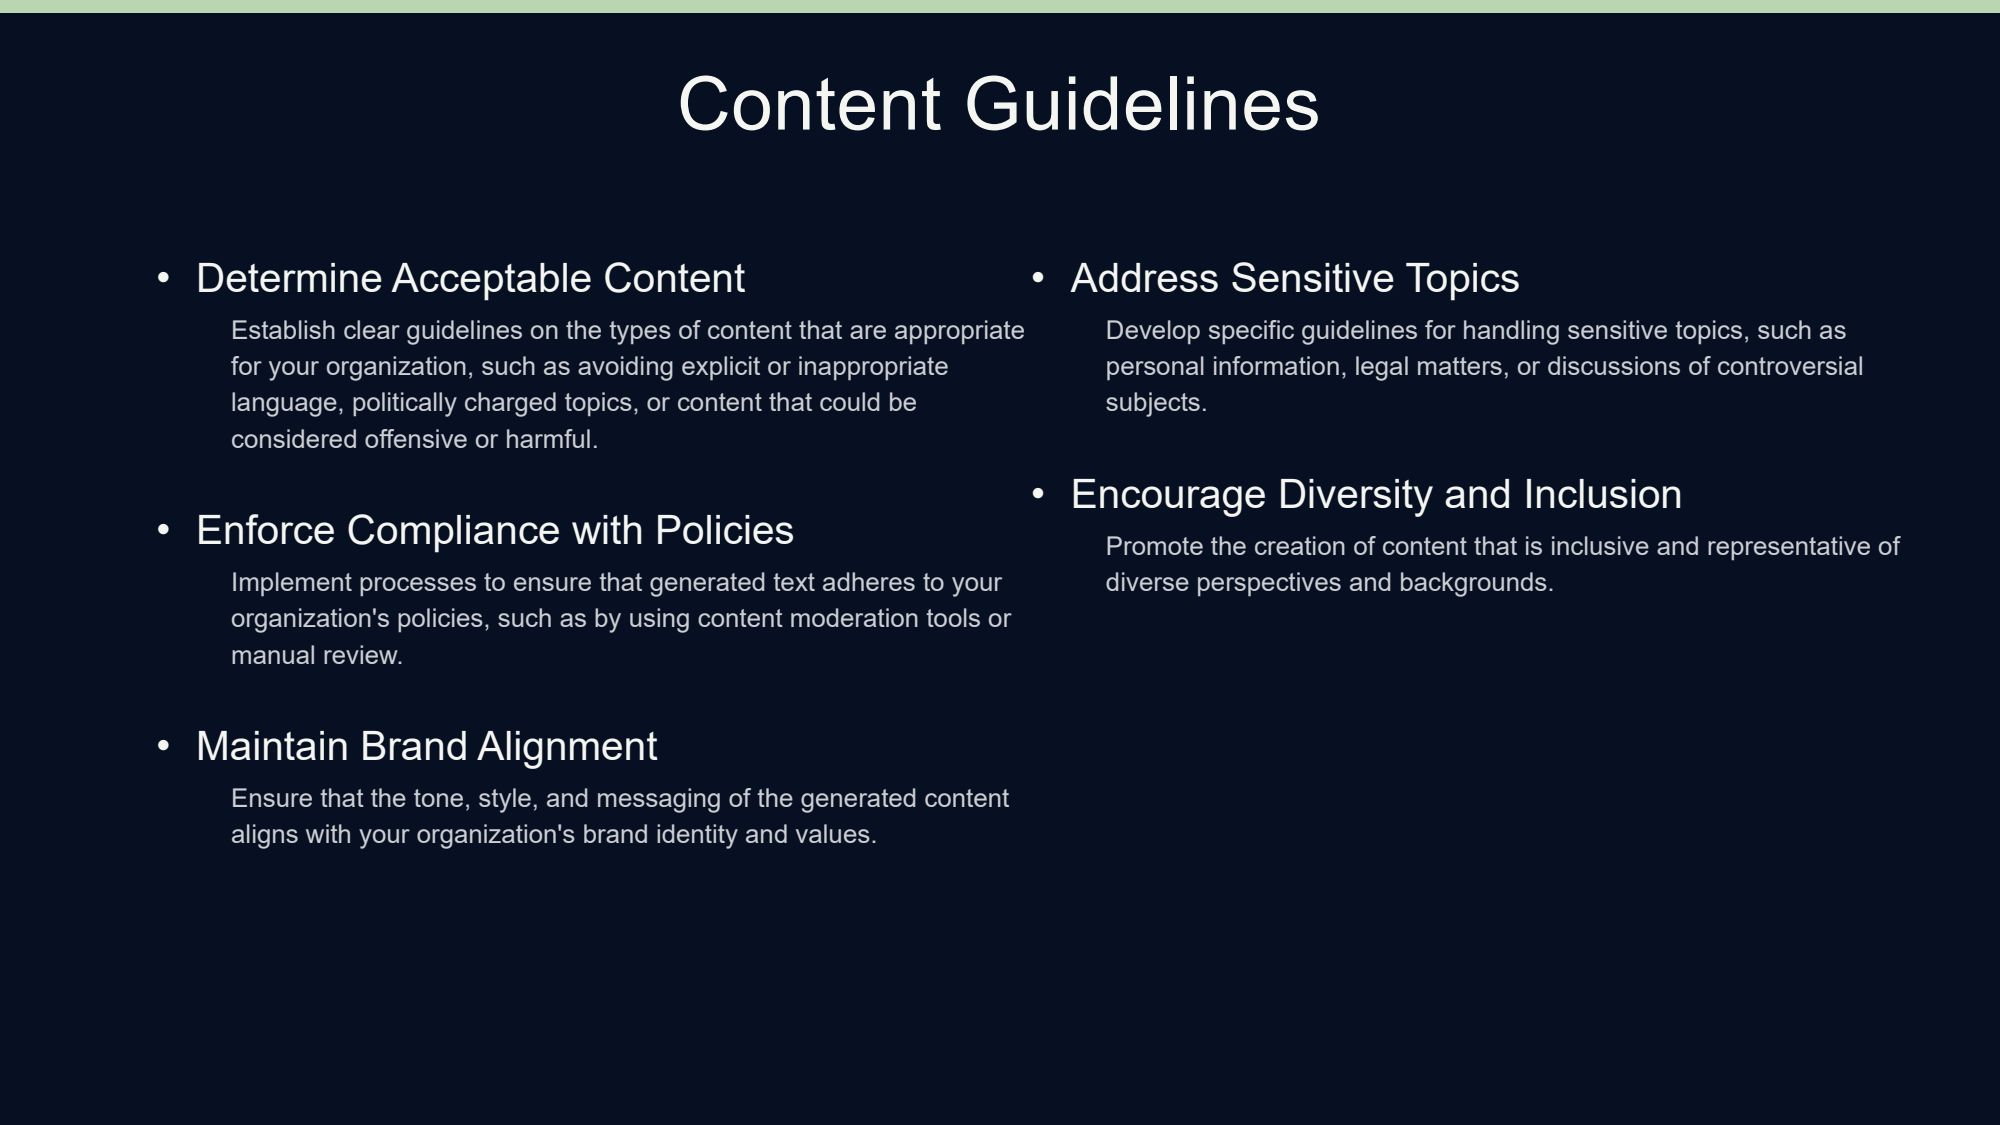 Content Guidelines
• Determine Acceptable Content
Establish clear guidelines on the types of content that are appropriate
for your organization, such as avoiding explicit or inappropriate
language, politically charged topics, or content that could be
considered offensive or harmful.
• Enforce Compliance with Policies
Implement processes to ensure that generated text adheres to your
organization's policies, such as by using content moderation tools or
manual review.
• Maintain Brand Alignment
Ensure that the tone, style, and messaging of the generated content
aligns with your organization's brand identity and values.
• Address Sensitive Topics
Develop specific guidelines for handling sensitive topics, such as
personal information, legal matters, or discussions of controversial
subjects.
• Encourage Diversity and Inclusion
Promote the creation of content that is inclusive and representative of
diverse perspectives and backgrounds.